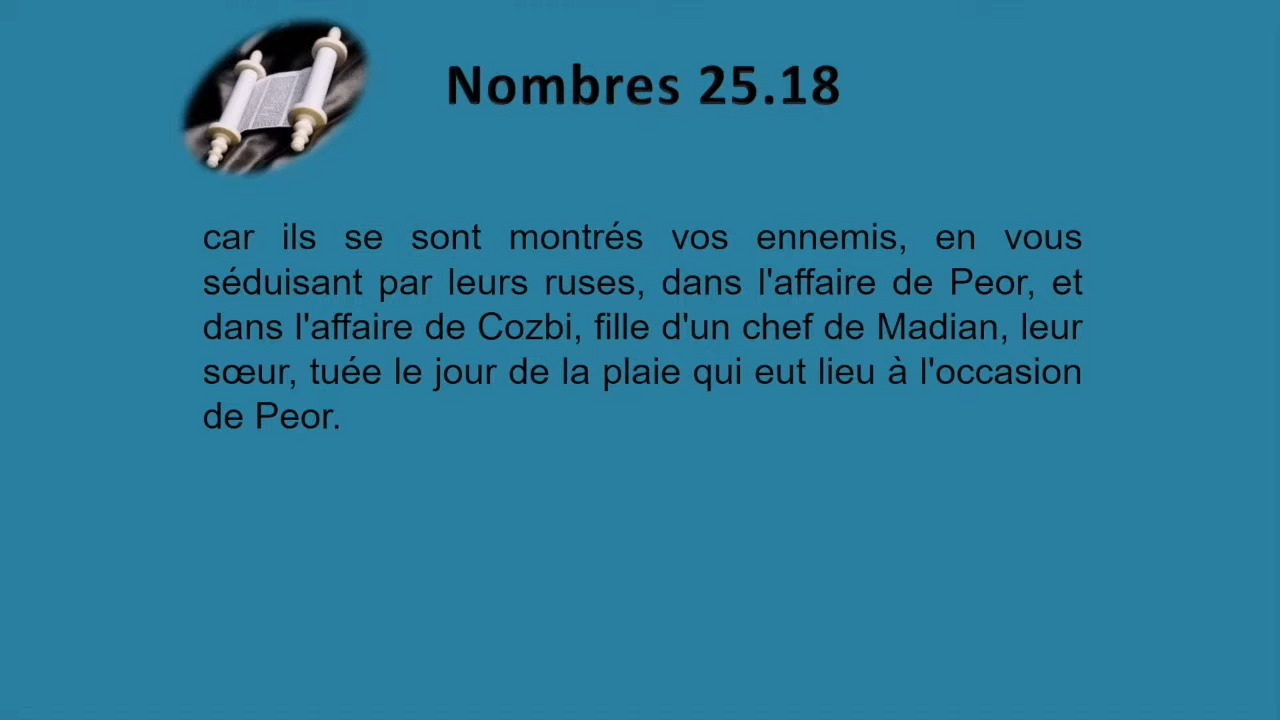 Nombres 25.18
car ils se sont montrés vos ennemis, en vous
séduisant par leurs ruses, dans l'affaire de Peor, et
dans l'affaire de Cozbi, fille d'un chef de Madian, leur
sœur, tuée le jour de la plaie qui eut lieu à l'occasion
de Peor.